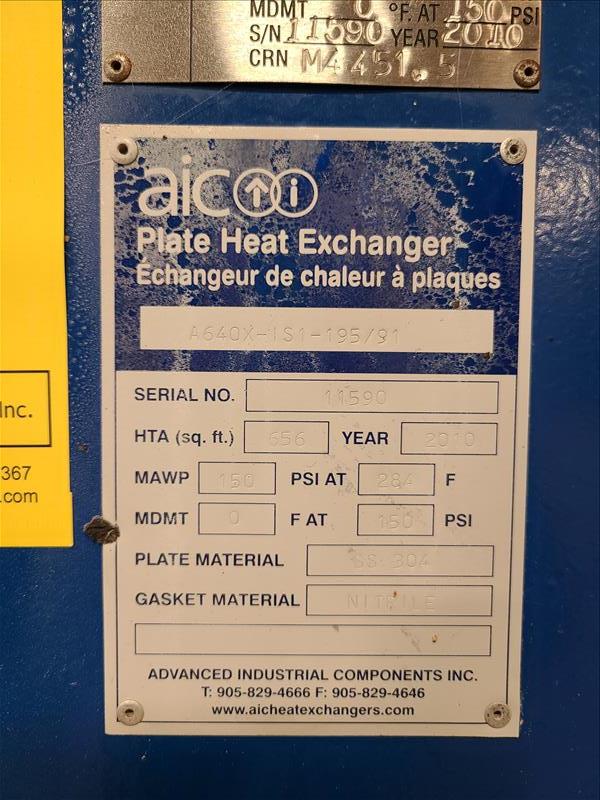 MDMT 0 °F. AT 150 PSI
S/N 11590 YEAR 2010
CRN M4451.5
aic
Plate Heat Exchanger
Échangeur de chaleur à plaques
A640X-IS1-195/91
SERIAL NO. 11590
HTA (sq. ft.) 656 YEAR 2010
MAWP 150 PSI AT 284 F
MDMT 0 F AT 150 PSI
PLATE MATERIAL SS 304
GASKET MATERIAL NITRILE
ADVANCED INDUSTRIAL COMPONENTS INC.
T: 905-829-4666 F: 905-829-4646
www.aicheatexchangers.com
Inc.
367
.com